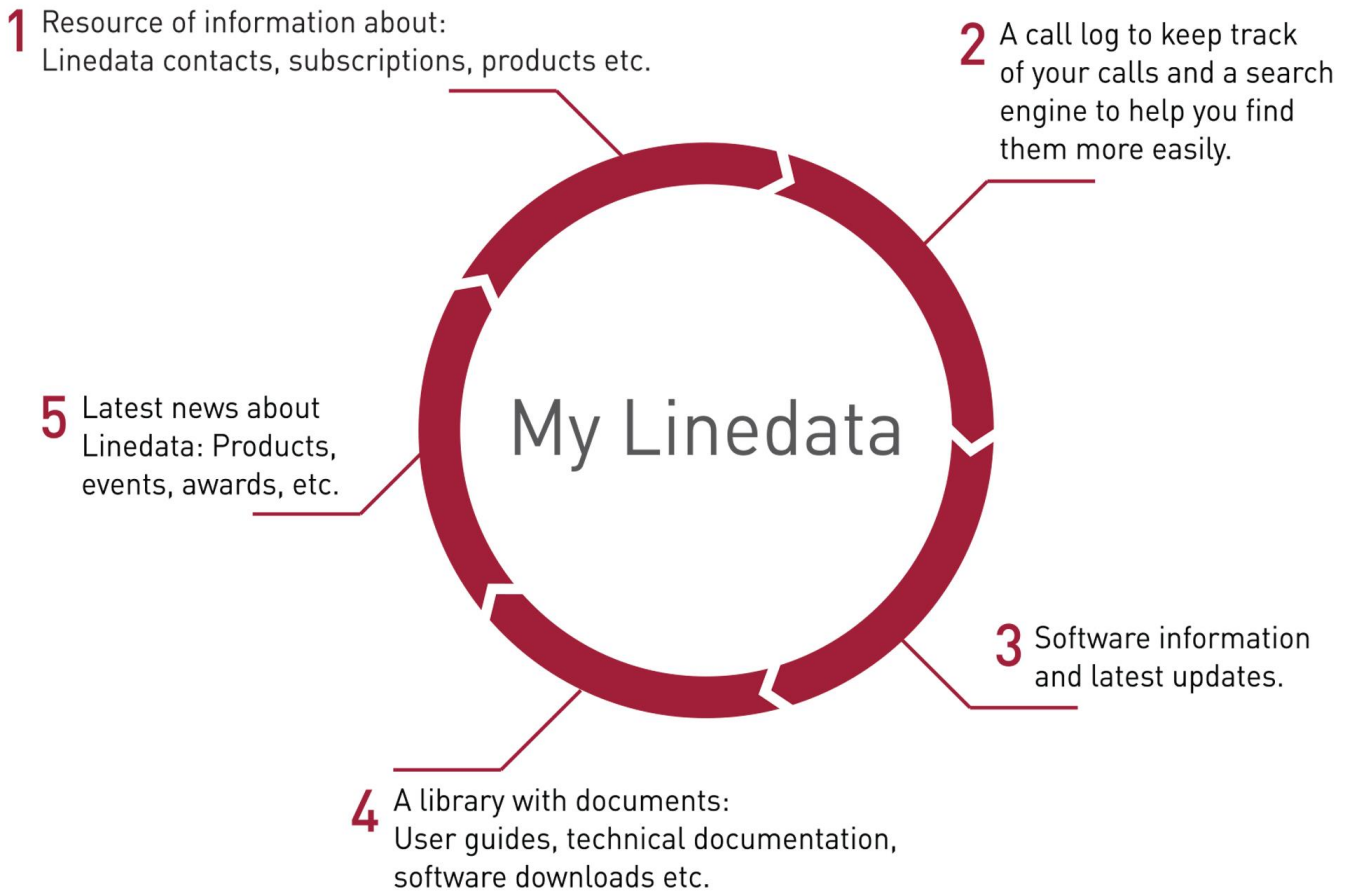 1 Resource of information about:
Linedata contacts, subscriptions, products etc.
2 A call log to keep track
of your calls and a search
engine to help you find
them more easily.
My Linedata
3 Software information
and latest updates.
4 A library with documents:
User guides, technical documentation,
software downloads etc.
5 Latest news about
Linedata: Products,
events, awards, etc.